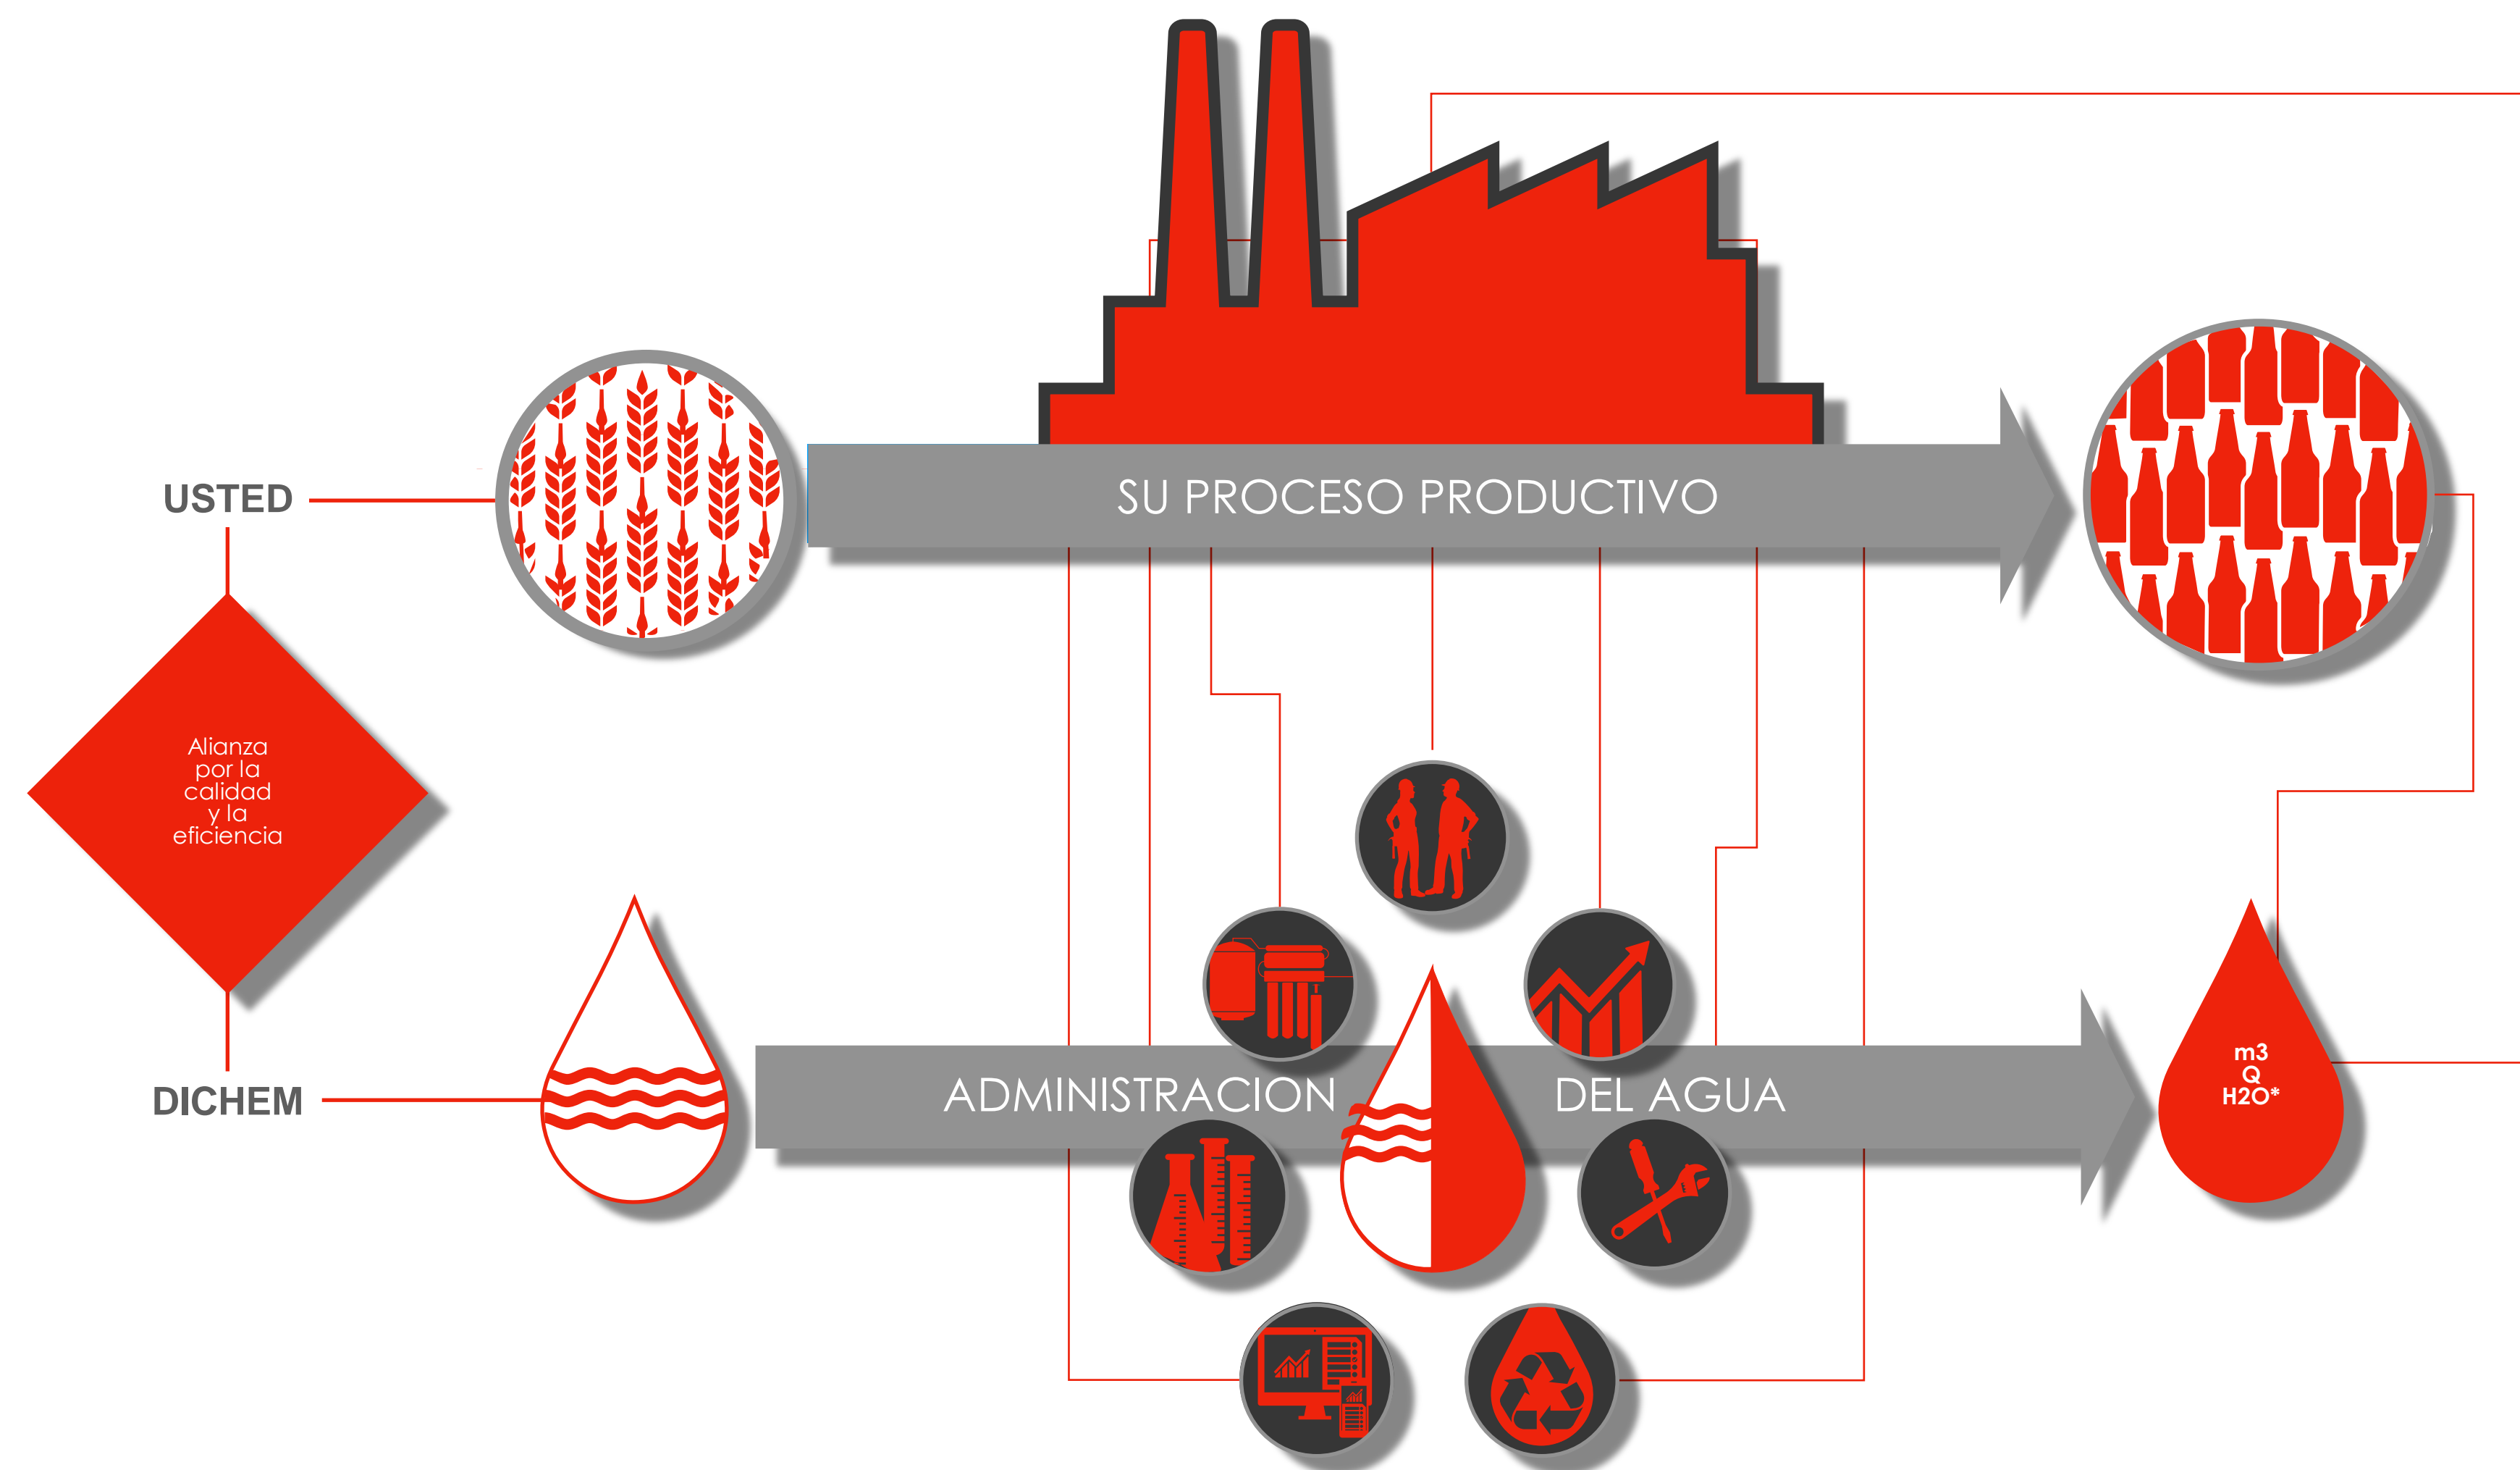 USTED
SU PROCESO PRODUCTIVO
Alianza
por la
calidad
y la
eficiencia
DICHEM
ADMINISTRACION DEL AGUA
m3
Q
H2O*